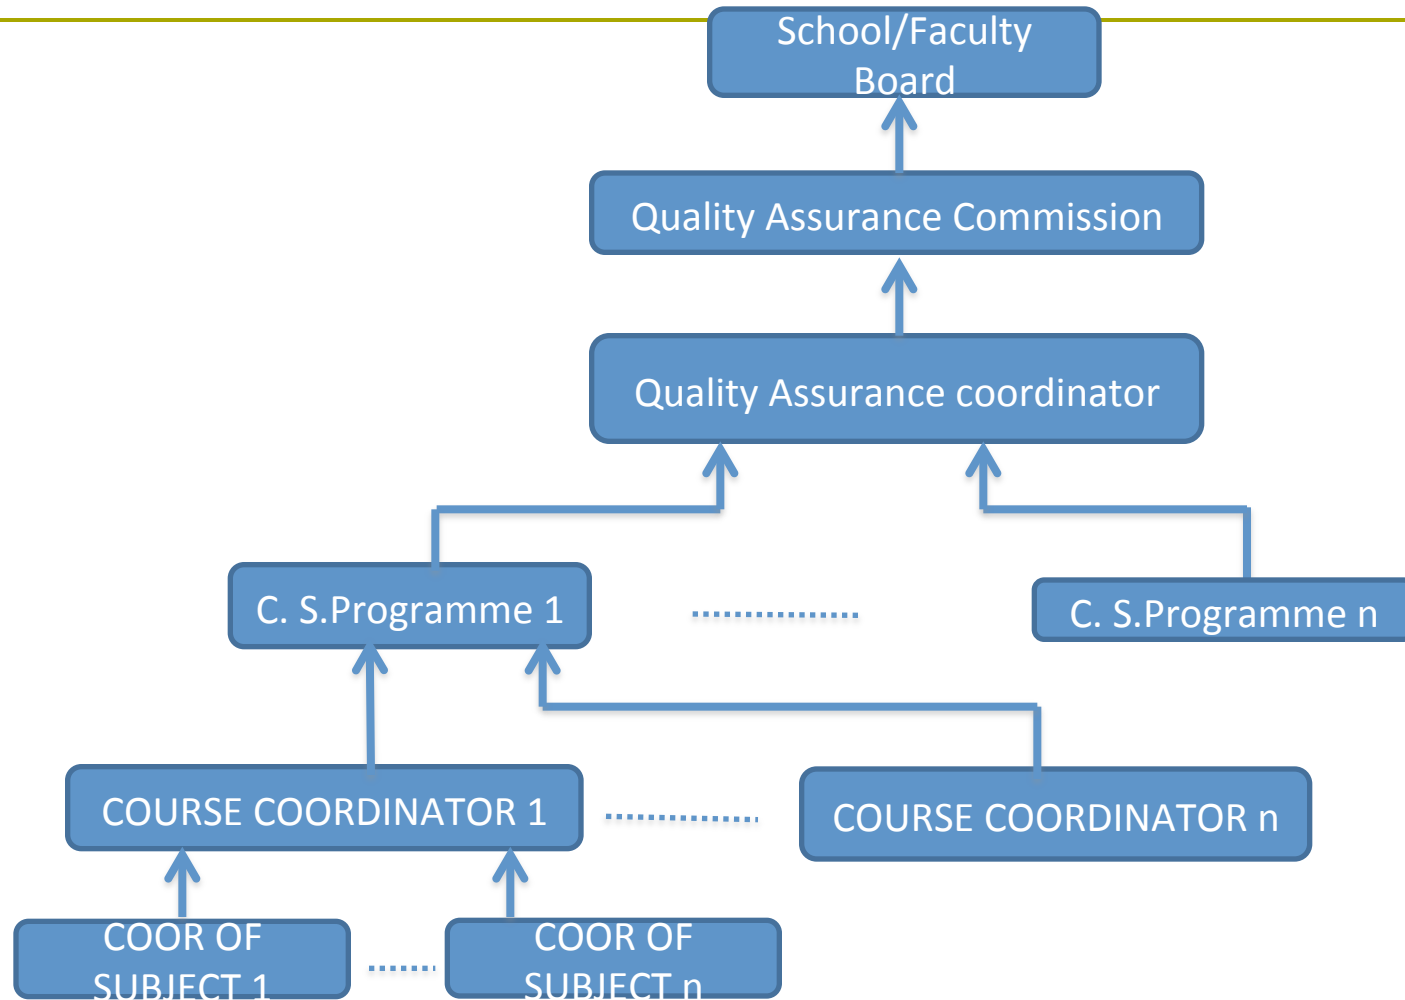 School/Faculty
Board
Quality Assurance Commission
Quality Assurance coordinator
C. S.Programme 1
C. S.Programme n
COURSE COORDINATOR 1
COURSE COORDINATOR n
COOR OF
SUBJECT 1
COOR OF
SUBJECT n